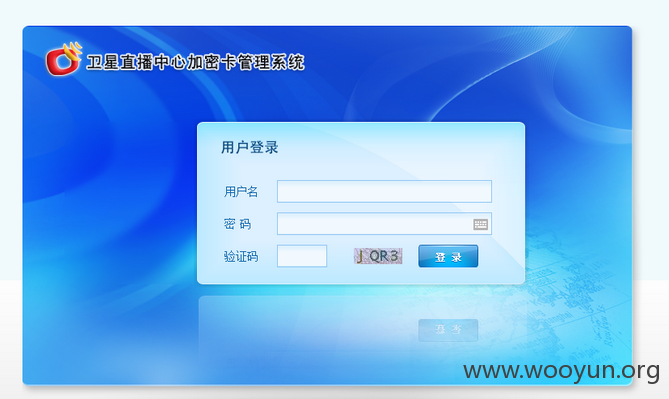 卫星直播中心加密卡管理系统
用户登录
用户名
密 码
验证码 JQR3 登 录
www.wooyun.org